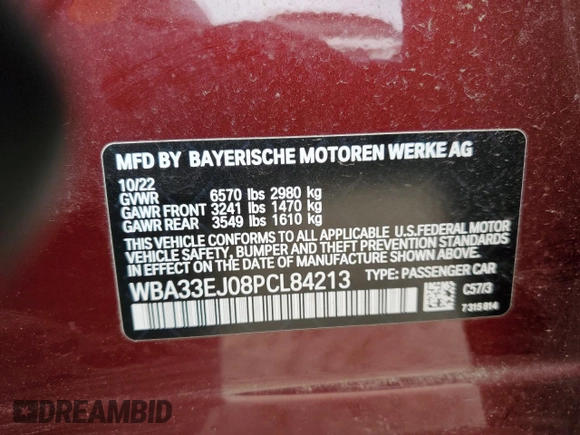 MFD BY BAYERISCHE MOTOREN WERKE AG
10/22
GVWR 6570 lbs 2980 kg
GAWR FRONT 3241 lbs 1470 kg
GAWR REAR 3549 lbs 1610 kg
THIS VEHICLE CONFORMS TO ALL APPLICABLE U.S.FEDERAL MOTOR
VEHICLE SAFETY, BUMPER, AND THEFT PREVENTION
STANDARDS IN EFFECT ON THE DATE OF MANUFACTURE SHOWN ABOVE.
WBA33EJ08PCL84213 TYPE: PASSENGER CAR
C57/3
7315814
DREAMBID